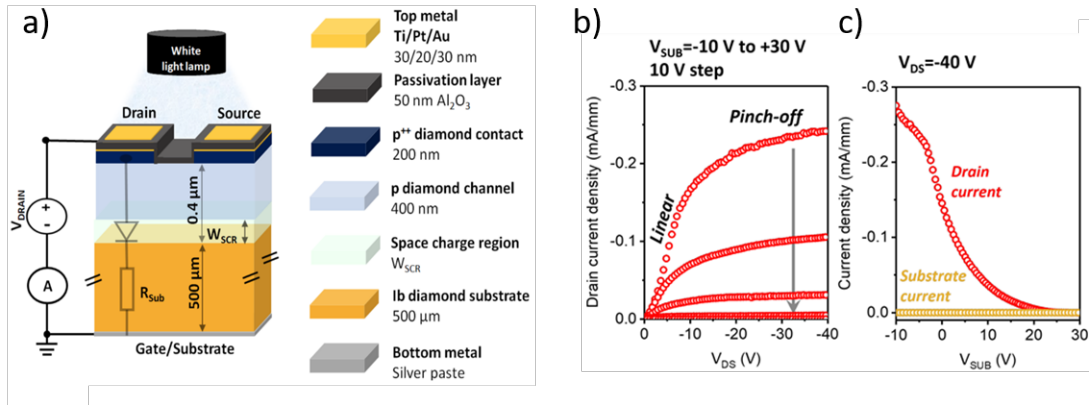 a)
White
light lamp
Drain
Source
V_DRAIN
A
0.4 µm
W_SCR
500 µm
R_Sub
Gate/Substrate
Top metal
Ti/Pt/Au
30/20/30 nm
Passivation layer
50 nm Al₂O₃
p⁺⁺ diamond contact
200 nm
p diamond channel
400 nm
Space charge region
W_SCR
Ib diamond substrate
500 µm
Bottom metal
Silver paste
b)
V_SUB=-10 V to +30 V
10 V step
Drain current density (mA/mm)
-0.3
-0.2
-0.1
0.0
Pinch-off
Linear
0 -10 -20 -30 -40
V_DS (V)
c)
V_DS=-40 V
Current density (mA/mm)
-0.3
-0.2
-0.1
0.0
Drain
current
Substrate
current
-10 0 10 20 30
V_SUB (V)